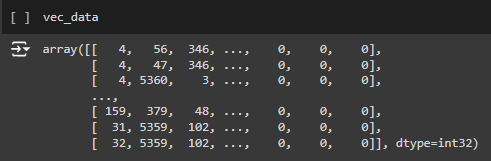 [ ] vec_data
array([[   4,   56,  346, ...,    0,    0,    0],
       [   4,   47,  346, ...,    0,    0,    0],
       [   4, 5360,    3, ...,    0,    0,    0],
       ...,
       [ 159,  379,   48, ...,    0,    0,    0],
       [  31, 5359,  102, ...,    0,    0,    0],
       [  32, 5359,  102, ...,    0,    0,    0]], dtype=int32)